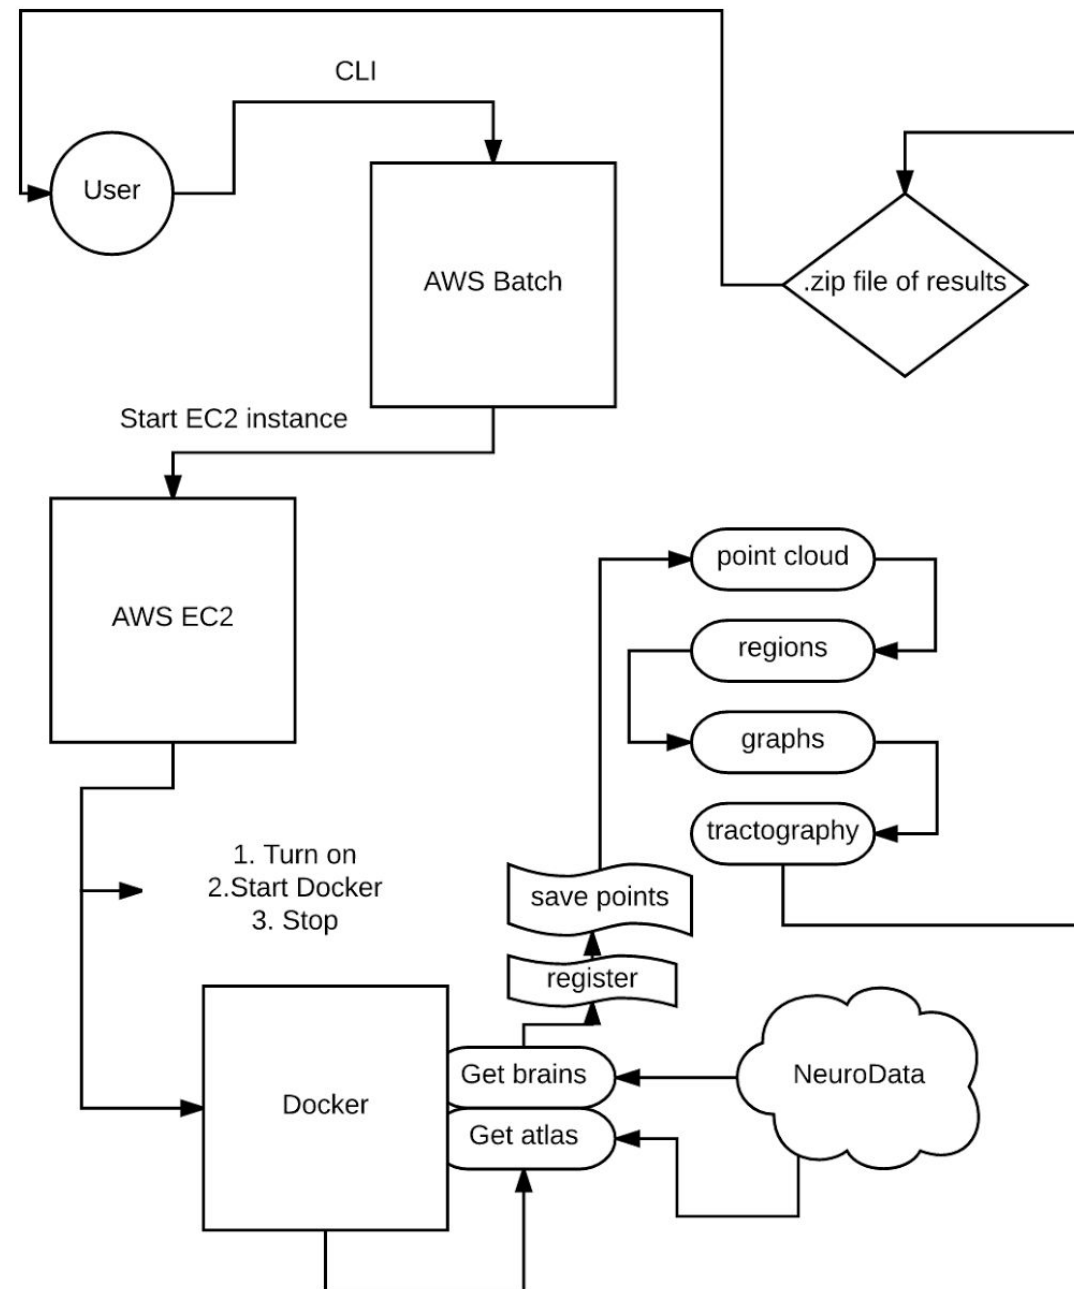 CLI
User
AWS Batch
.zip file of results
Start EC2 instance
AWS EC2
point cloud
regions
graphs
tractography
1. Turn on
2.Start Docker
3. Stop
save points
register
Docker
Get brains
Get atlas
NeuroData